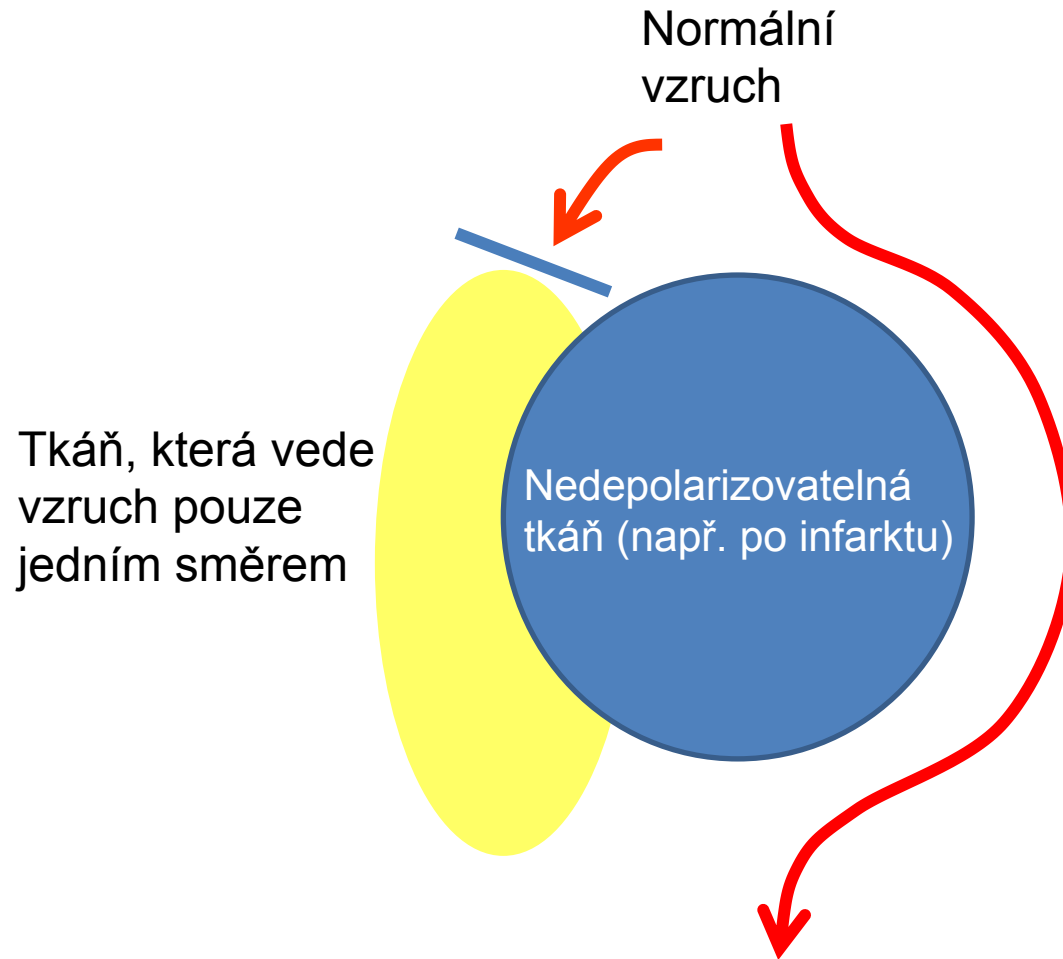 Normální
vzruch
Tkáň, která vede
vzruch pouze
jedním směrem
Nedepolarizovatelná
tkáň (např. po infarktu)